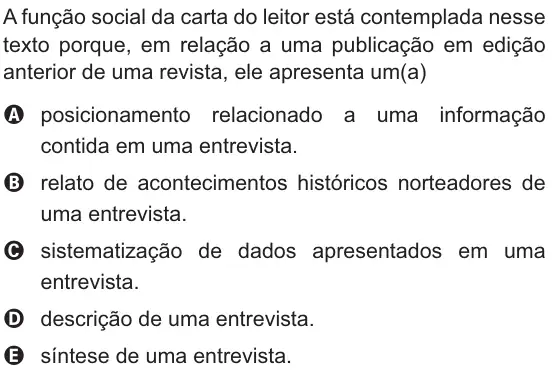 A função social da carta do leitor está contemplada nesse
texto porque, em relação a uma publicação em edição
anterior de uma revista, ele apresenta um(a)
A posicionamento relacionado a uma informação
contida em uma entrevista.
B relato de acontecimentos históricos norteadores de
uma entrevista.
C sistematização de dados apresentados em uma
entrevista.
D descrição de uma entrevista.
E síntese de uma entrevista.